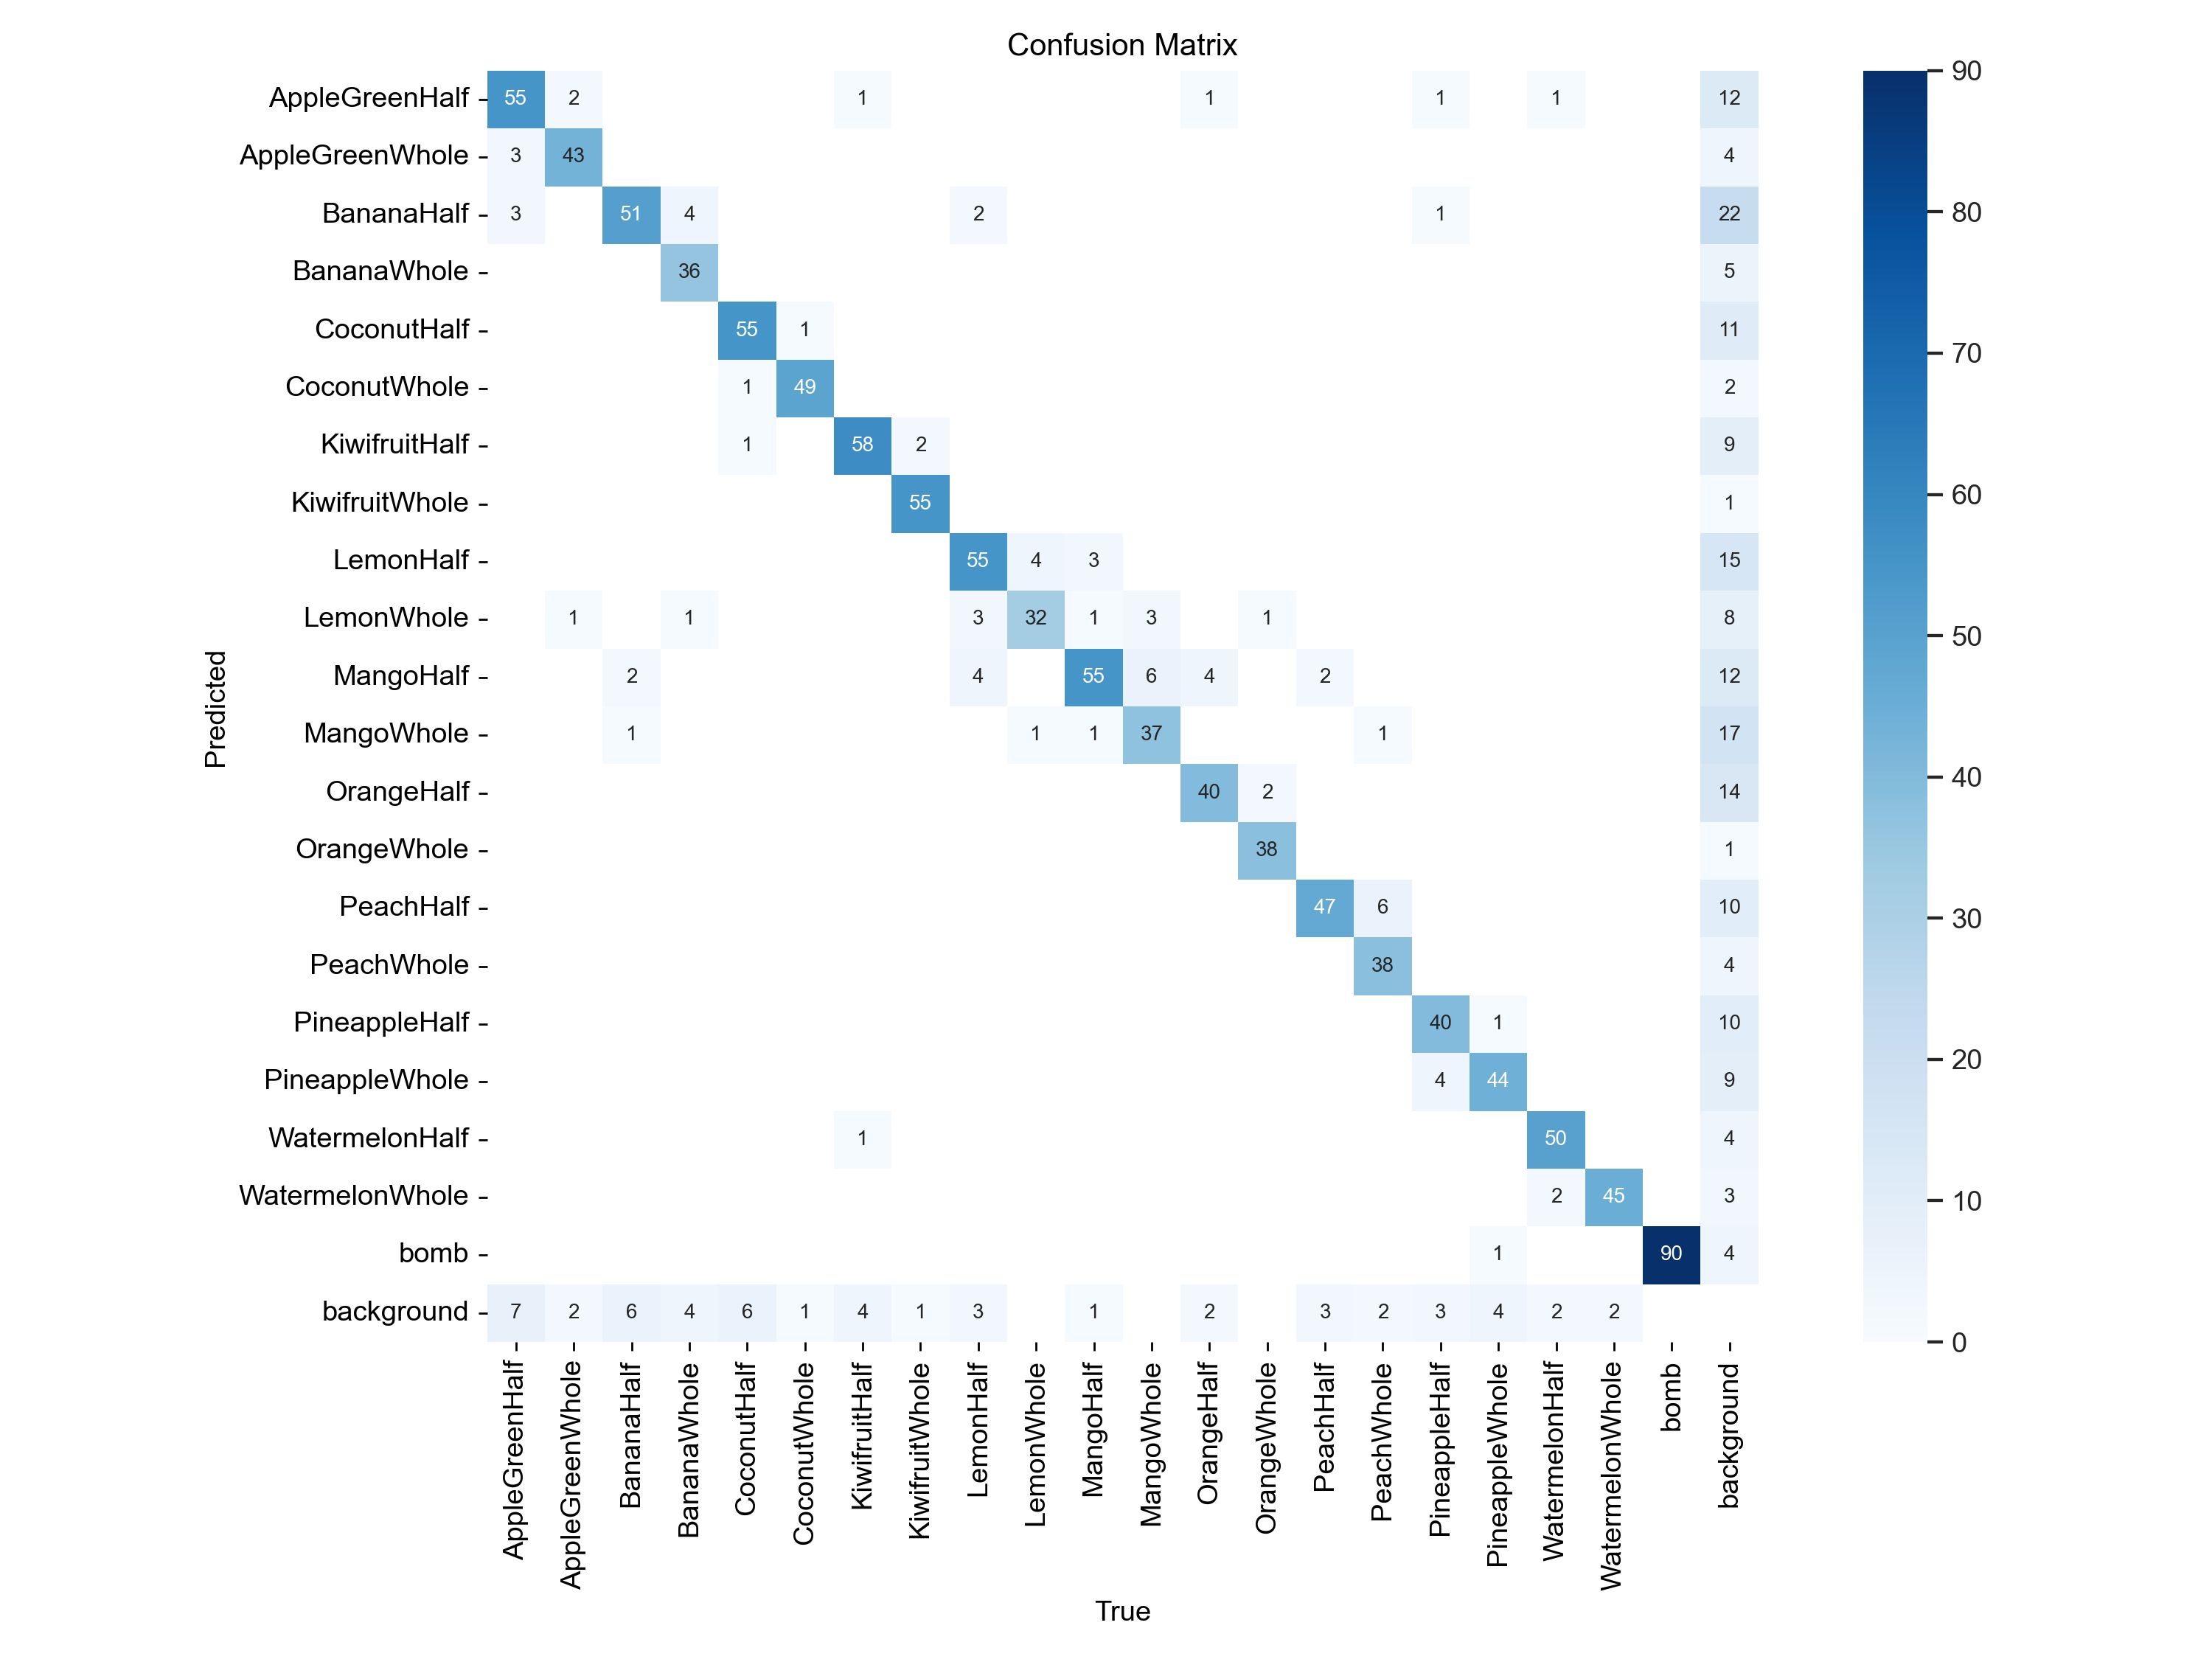 Confusion Matrix
AppleGreenHalf 55 2 1 1 1 1 12
AppleGreenWhole 3 43 4
BananaHalf 3 51 4 2 1 22
BananaWhole 36 5
CoconutHalf 55 1 11
CoconutWhole 1 49 2
KiwifruitHalf 1 58 2 9
KiwifruitWhole 55 1
LemonHalf 55 4 3 15
LemonWhole 1 1 3 32 1 3 1 8
MangoHalf 2 4 55 6 4 2 12
MangoWhole 1 1 1 37 1 17
OrangeHalf 40 2 14
OrangeWhole 38 1
PeachHalf 47 6 10
PeachWhole 38 4
PineappleHalf 40 1 10
PineappleWhole 4 44 9
WatermelonHalf 1 50 4
WatermelonWhole 2 45 3
bomb 1 90 4
background 7 2 6 4 6 1 4 1 3 1 2 3 2 3 4 2 2
Predicted
AppleGreenHalf
AppleGreenWhole
BananaHalf
BananaWhole
CoconutHalf
CoconutWhole
KiwifruitHalf
KiwifruitWhole
LemonHalf
LemonWhole
MangoHalf
MangoWhole
OrangeHalf
OrangeWhole
PeachHalf
PeachWhole
PineappleHalf
PineappleWhole
WatermelonHalf
WatermelonWhole
bomb
background
True
90
80
70
60
50
40
30
20
10
0